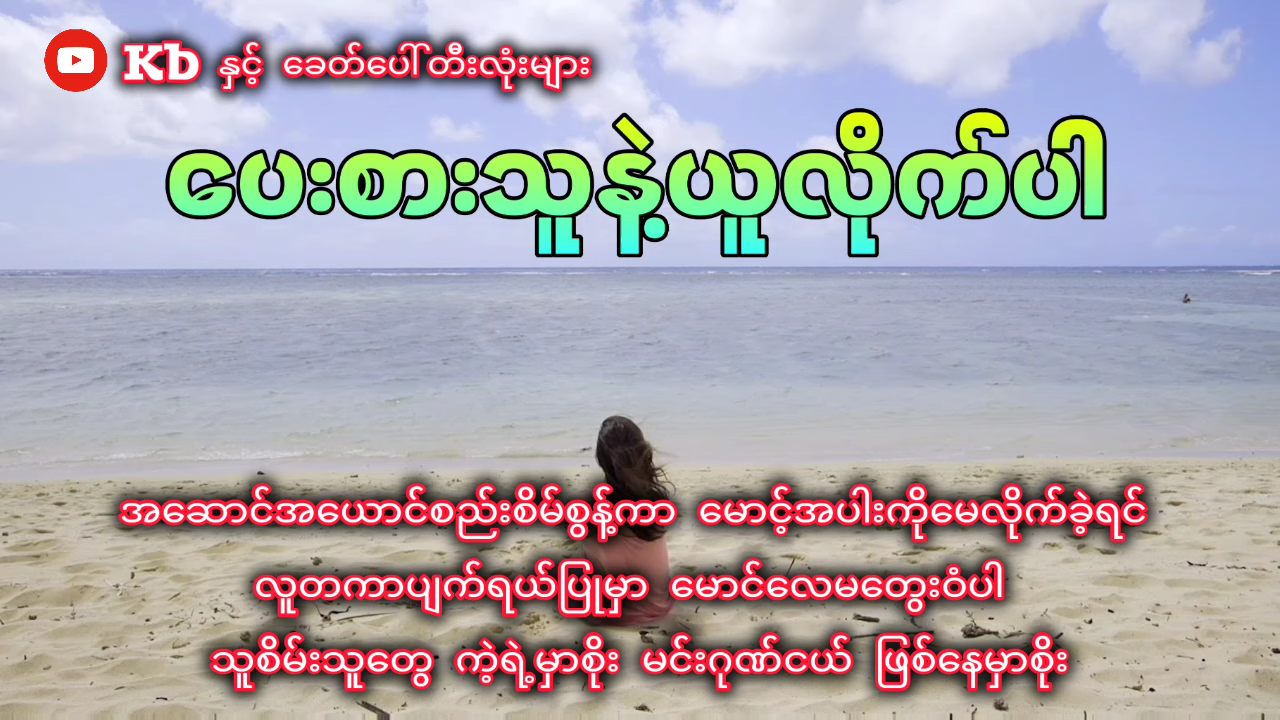 Kb နှင့် ခေတ်ပေါ် တီးလုံးများ
ပေးစားသူနဲ့ယူလိုက်ပါ
အဆောင်အယောင်စည်းစိမ်စွန့်ကာ မောင့်အပါးကိုမေလိုက်ခဲ့ရင်
လူတကာပျက်ရယ်ပြုမှာ မောင်လေမတွေးဝံပါ
သူစိမ်းသူတွေ ကဲ့ရဲ့မှာစိုး မင်းဂုဏ်ငယ် ဖြစ်နေမှာစိုး